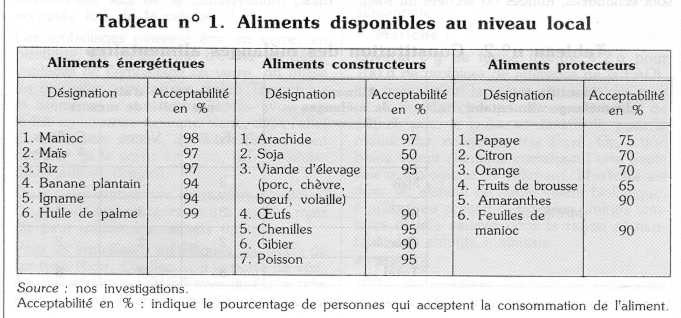 Tableau n° 1. Aliments disponibles au niveau local
Aliments énergétiques Aliments constructeurs Aliments protecteurs
Désignation Acceptabilité en % Désignation Acceptabilité en % Désignation Acceptabilité en %
1. Manioc 98 1. Arachide 97 1. Papaye 75
2. Maïs 97 2. Soja 50 2. Citron 70
3. Riz 97 3. Viande d'élevage 95 3. Orange 70
4. Banane plantain 94 (porc, chèvre, 4. Fruits de brousse 65
5. Igname 94 bœuf, volaille) 5. Amaranthes 90
6. Huile de palme 99 4. Œufs 90 6. Feuilles de
5. Chenilles 95 manioc 90
6. Gibier 90
7. Poisson 95
Source : nos investigations.
Acceptabilité en % : indique le pourcentage de personnes qui acceptent la consommation de l'aliment.